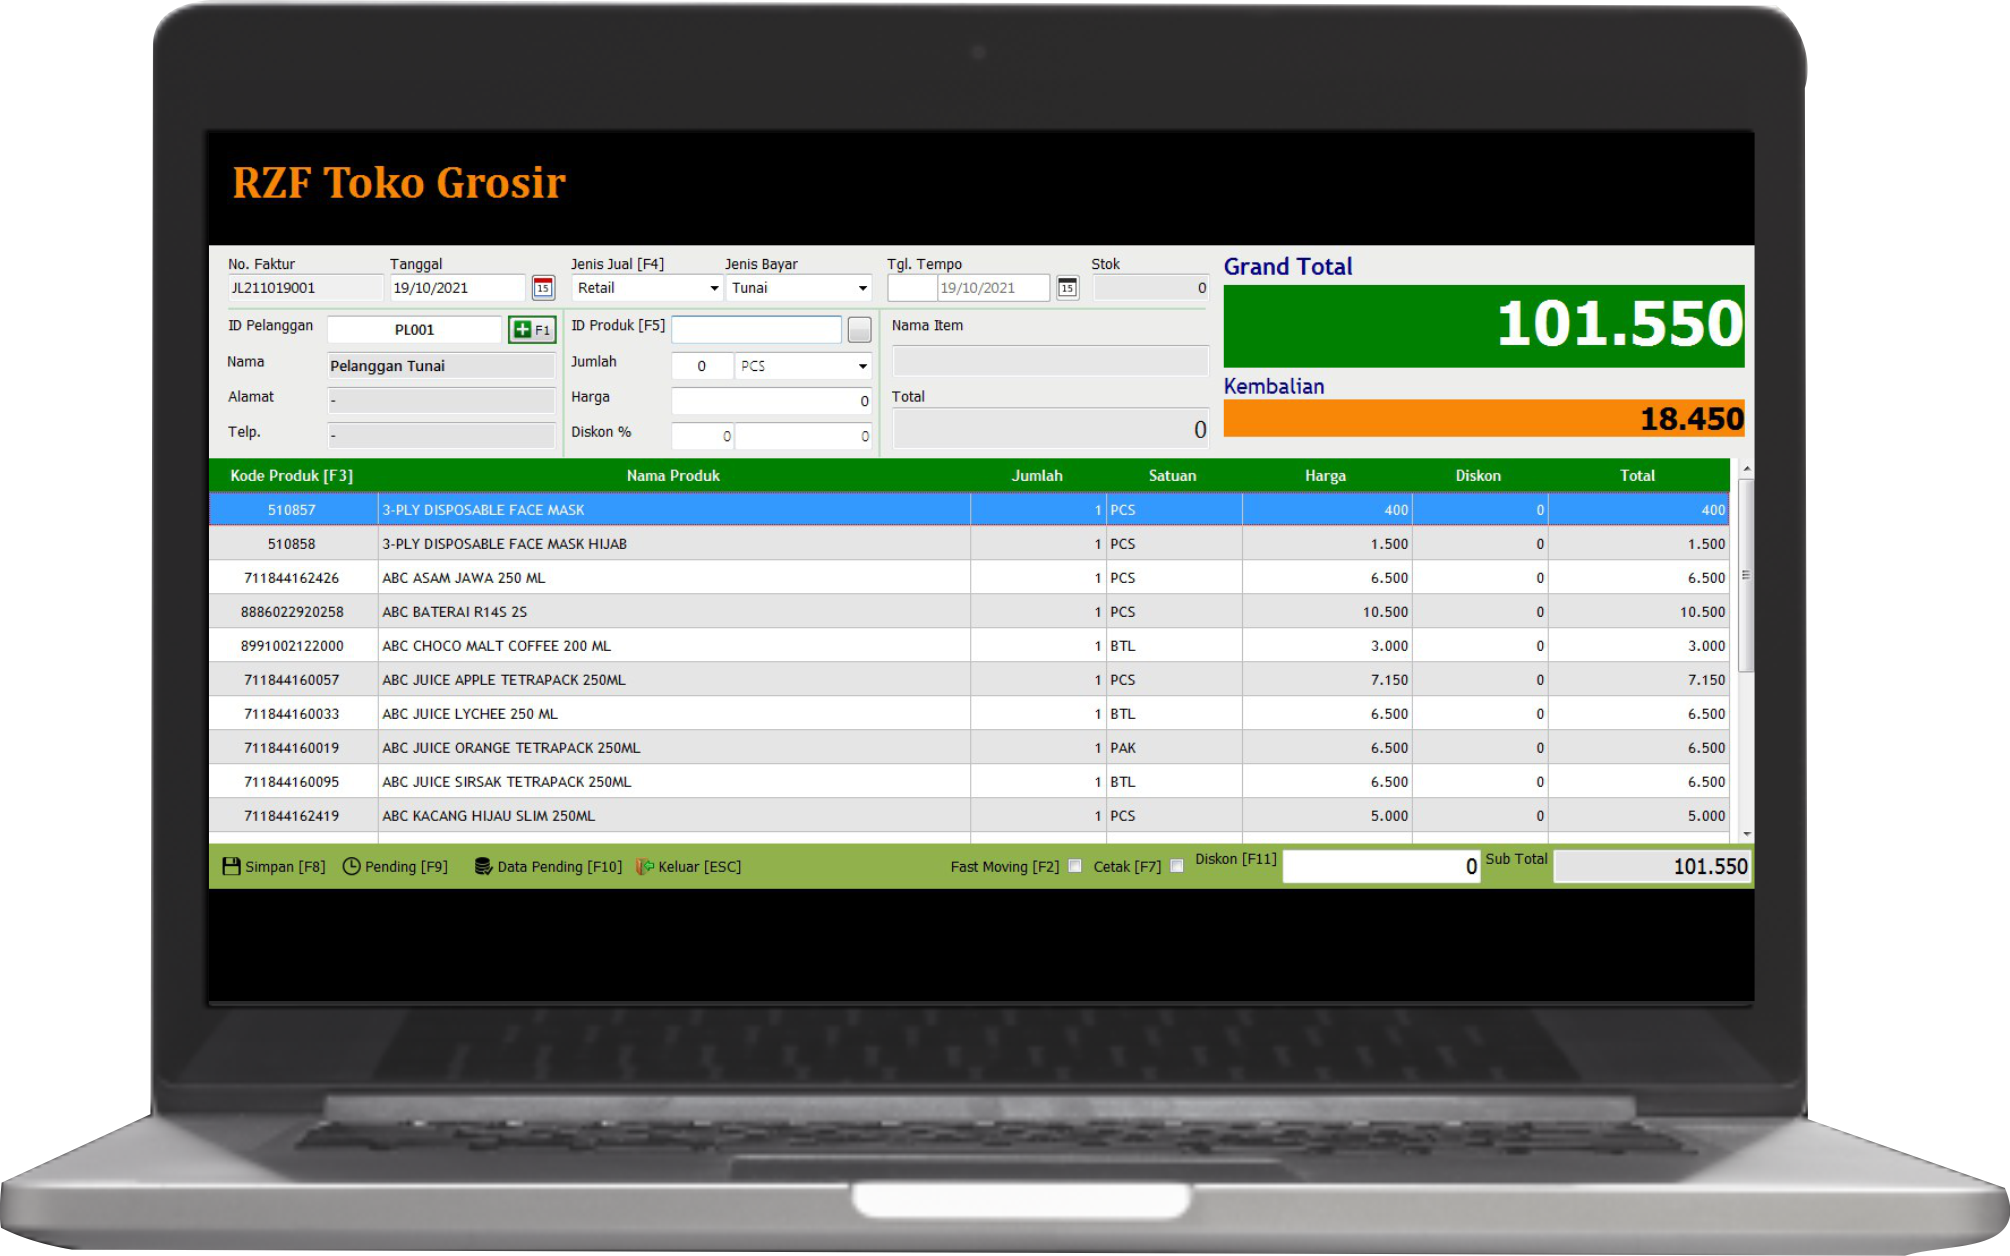 RZF Toko Grosir
No. Faktur Tanggal Jenis Jual [F4] Jenis Bayar Tgl. Tempo Stok Grand Total
JL211019001 19/10/2021 15 Retail Tunai 19/10/2021 15 0
101.550
ID Pelanggan PL001 F1 ID Produk [F5] Nama Item
Nama Pelanggan Tunai Jumlah 0 PCS
Kembalian
Alamat - Harga 0 Total
18.450
Telp. - Diskon % 0 0 0
Kode Produk [F3] Nama Produk Jumlah Satuan Harga Diskon Total
510857 3-PLY DISPOSABLE FACE MASK 1 PCS 400 0 400
510858 3-PLY DISPOSABLE FACE MASK HIJAB 1 PCS 1.500 0 1.500
711844162426 ABC ASAM JAWA 250 ML 1 PCS 6.500 0 6.500
8886022920258 ABC BATERAI R14S 2S 1 PCS 10.500 0 10.500
8991002122000 ABC CHOCO MALT COFFEE 200 ML 1 BTL 3.000 0 3.000
711844160057 ABC JUICE APPLE TETRAPACK 250ML 1 PCS 7.150 0 7.150
711844160033 ABC JUICE LYCHEE 250 ML 1 BTL 6.500 0 6.500
711844160019 ABC JUICE ORANGE TETRAPACK 250ML 1 PAK 6.500 0 6.500
711844160095 ABC JUICE SIRSAK TETRAPACK 250ML 1 BTL 6.500 0 6.500
711844162419 ABC KACANG HIJAU SLIM 250ML 1 PCS 5.000 0 5.000
Simpan [F8] Pending [F9] Data Pending [F10] Keluar [ESC] Fast Moving [F2] Cetak [F7] Diskon [F11] 0 Sub Total 101.550